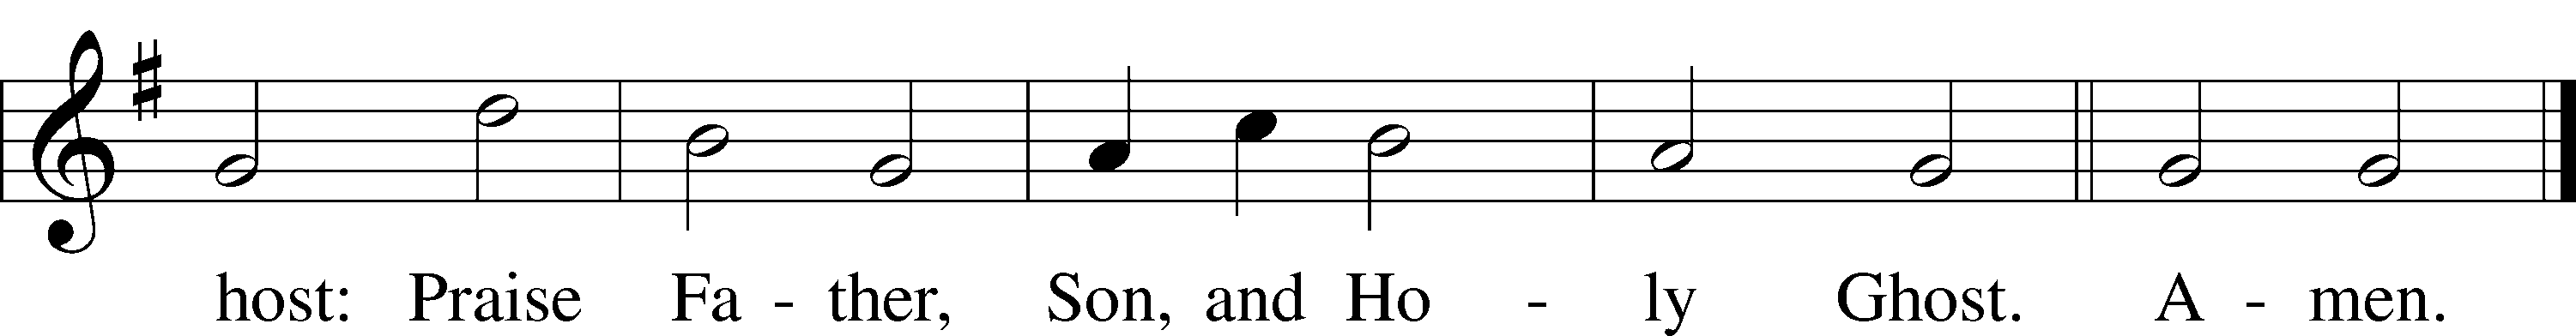 host: Praise Fa - ther, Son, and Ho - ly Ghost. A - men.